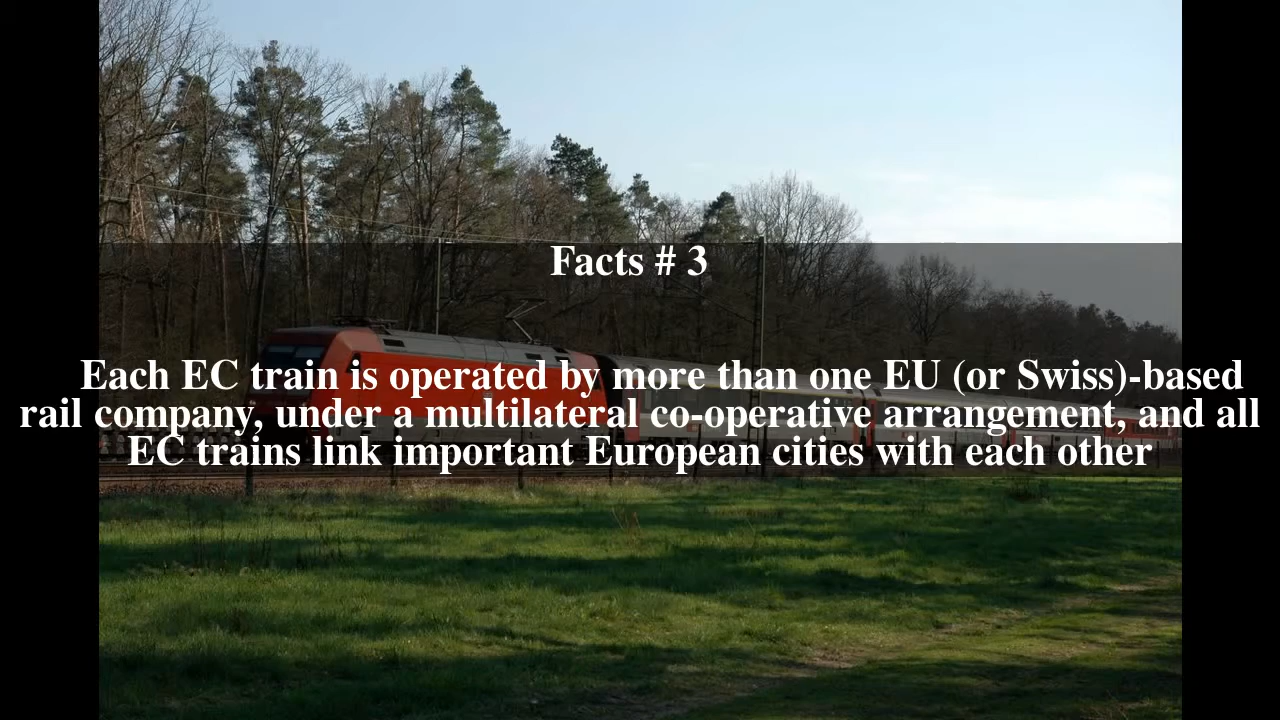 Facts # 3
Each EC train is operated by more than one EU (or Swiss)-based
rail company, under a multilateral co-operative arrangement, and all
EC trains link important European cities with each other